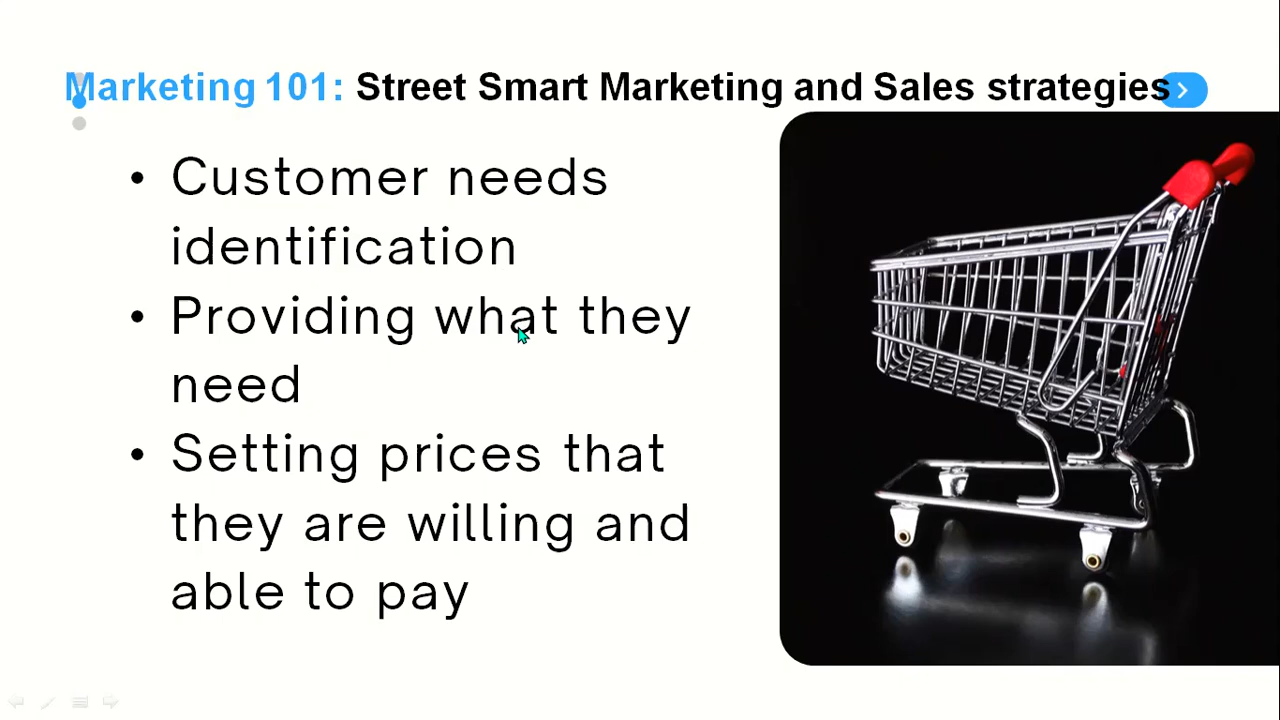 Marketing 101: Street Smart Marketing and Sales strategies
• Customer needs
identification
• Providing what they
need
• Setting prices that
they are willing and
able to pay